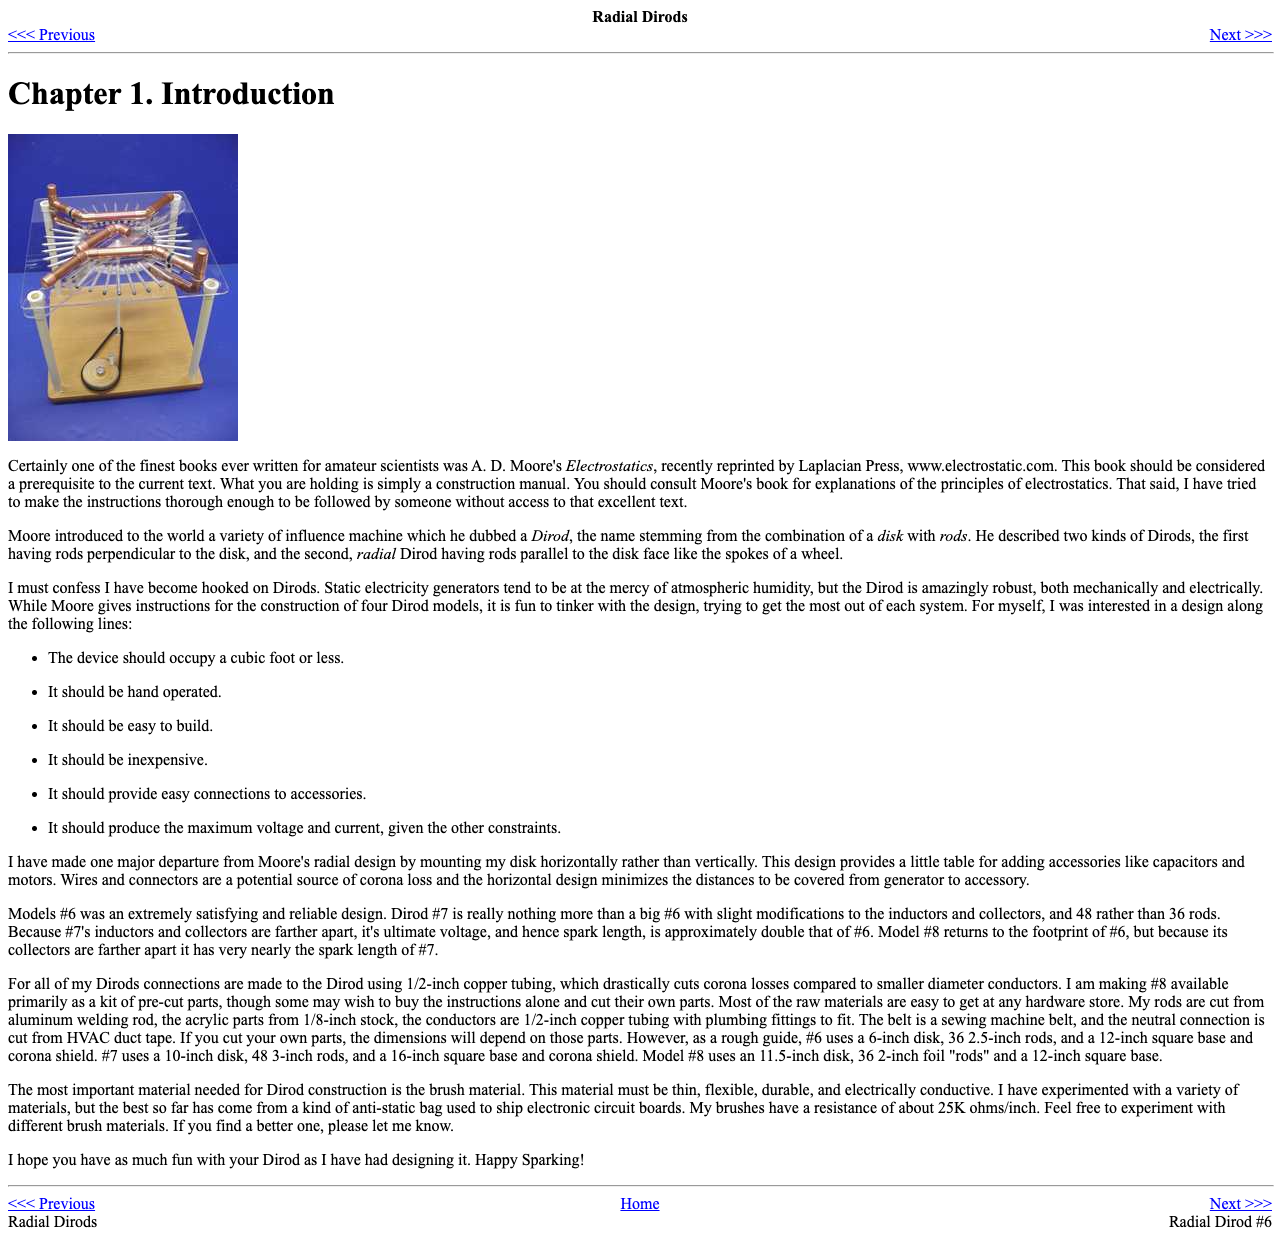 Radial Dirods
<<< Previous
Next >>>
Chapter 1. Introduction
Certainly one of the finest books ever written for amateur scientists was A. D. Moore's Electrostatics, recently reprinted by Laplacian Press, www.electrostatic.com. This book should be considered
a prerequisite to the current text. What you are holding is simply a construction manual. You should consult Moore's book for explanations of the principles of electrostatics. That said, I have tried
to make the instructions thorough enough to be followed by someone without access to that excellent text.
Moore introduced to the world a variety of influence machine which he dubbed a Dirod, the name stemming from the combination of a disk with rods. He described two kinds of Dirods, the first
having rods perpendicular to the disk, and the second, radial Dirod having rods parallel to the disk face like the spokes of a wheel.
I must confess I have become hooked on Dirods. Static electricity generators tend to be at the mercy of atmospheric humidity, but the Dirod is amazingly robust, both mechanically and electrically.
While Moore gives instructions for the construction of four Dirod models, it is fun to tinker with the design, trying to get the most out of each system. For myself, I was interested in a design along
the following lines:
• The device should occupy a cubic foot or less.
• It should be hand operated.
• It should be easy to build.
• It should be inexpensive.
• It should provide easy connections to accessories.
• It should produce the maximum voltage and current, given the other constraints.
I have made one major departure from Moore's radial design by mounting my disk horizontally rather than vertically. This design provides a little table for adding accessories like capacitors and
motors. Wires and connectors are a potential source of corona loss and the horizontal design minimizes the distances to be covered from generator to accessory.
Models #6 was an extremely satisfying and reliable design. Dirod #7 is really nothing more than a big #6 with slight modifications to the inductors and collectors, and 48 rather than 36 rods.
Because #7's inductors and collectors are farther apart, it's ultimate voltage, and hence spark length, is approximately double that of #6. Model #8 returns to the footprint of #6, but because its
collectors are farther apart it has very nearly the spark length of #7.
For all of my Dirods connections are made to the Dirod using 1/2-inch copper tubing, which drastically cuts corona losses compared to smaller diameter conductors. I am making #8 available
primarily as a kit of pre-cut parts, though some may wish to buy the instructions alone and cut their own parts. Most of the raw materials are easy to get at any hardware store. My rods are cut from
aluminum welding rod, the acrylic parts from 1/8-inch stock, the conductors are 1/2-inch copper tubing with plumbing fittings to fit. The belt is a sewing machine belt, and the neutral connection is
cut from HVAC duct tape. If you cut your own parts, the dimensions will depend on those parts. However, as a rough guide, #6 uses a 6-inch disk, 36 2.5-inch rods, and a 12-inch square base and
corona shield. #7 uses a 10-inch disk, 48 3-inch rods, and a 16-inch square base and corona shield. Model #8 uses an 11.5-inch disk, 36 2-inch foil "rods" and a 12-inch square base.
The most important material needed for Dirod construction is the brush material. This material must be thin, flexible, durable, and electrically conductive. I have experimented with a variety of
materials, but the best so far has come from a kind of anti-static bag used to ship electronic circuit boards. My brushes have a resistance of about 25K ohms/inch. Feel free to experiment with
different brush materials. If you find a better one, please let me know.
I hope you have as much fun with your Dirod as I have had designing it. Happy Sparking!
<<< Previous
Home
Next >>>
Radial Dirods
Radial Dirod #6